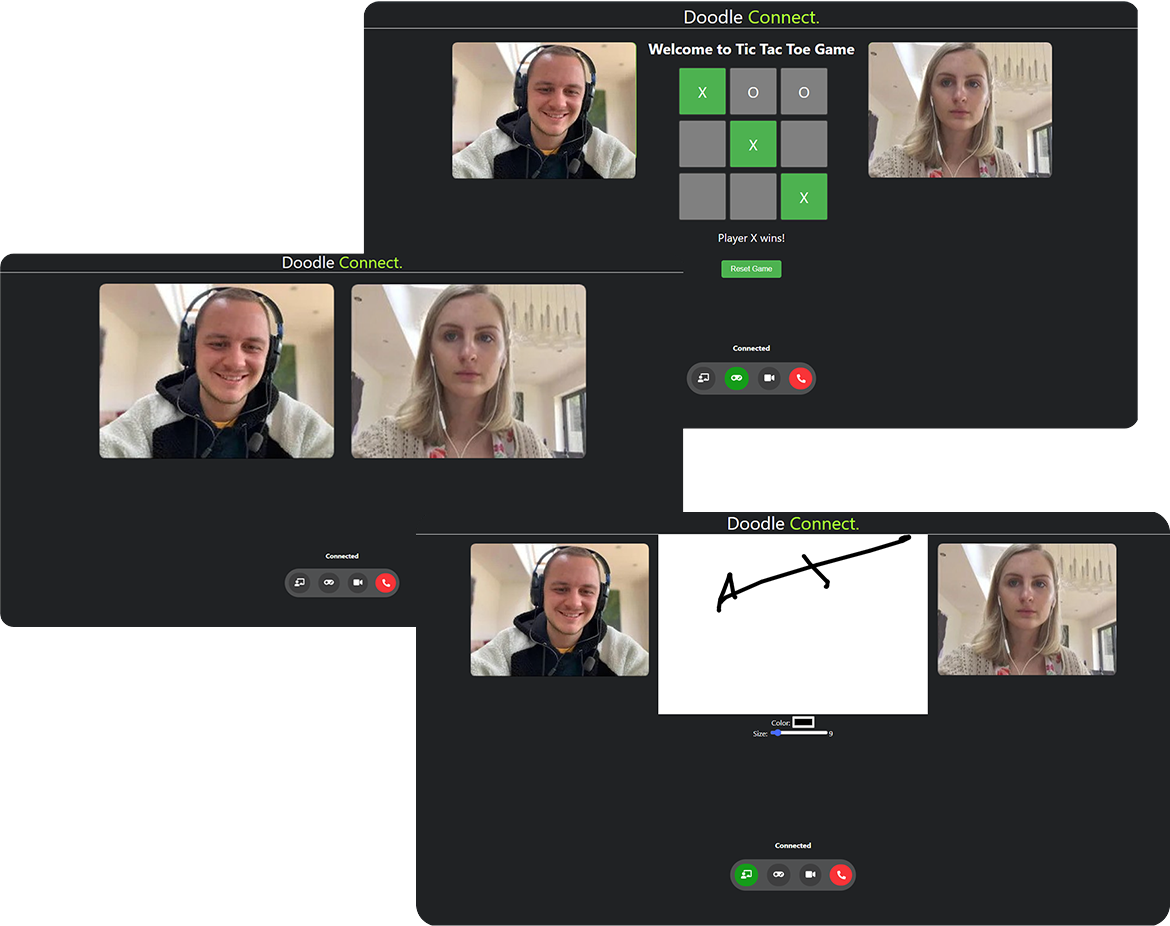 Doodle Connect.
Welcome to Tic Tac Toe Game
X O O
X
X
Player X wins!
Reset Game
Connected
Doodle Connect.
Connected
Doodle Connect.
Color:
Size: 9
Connected